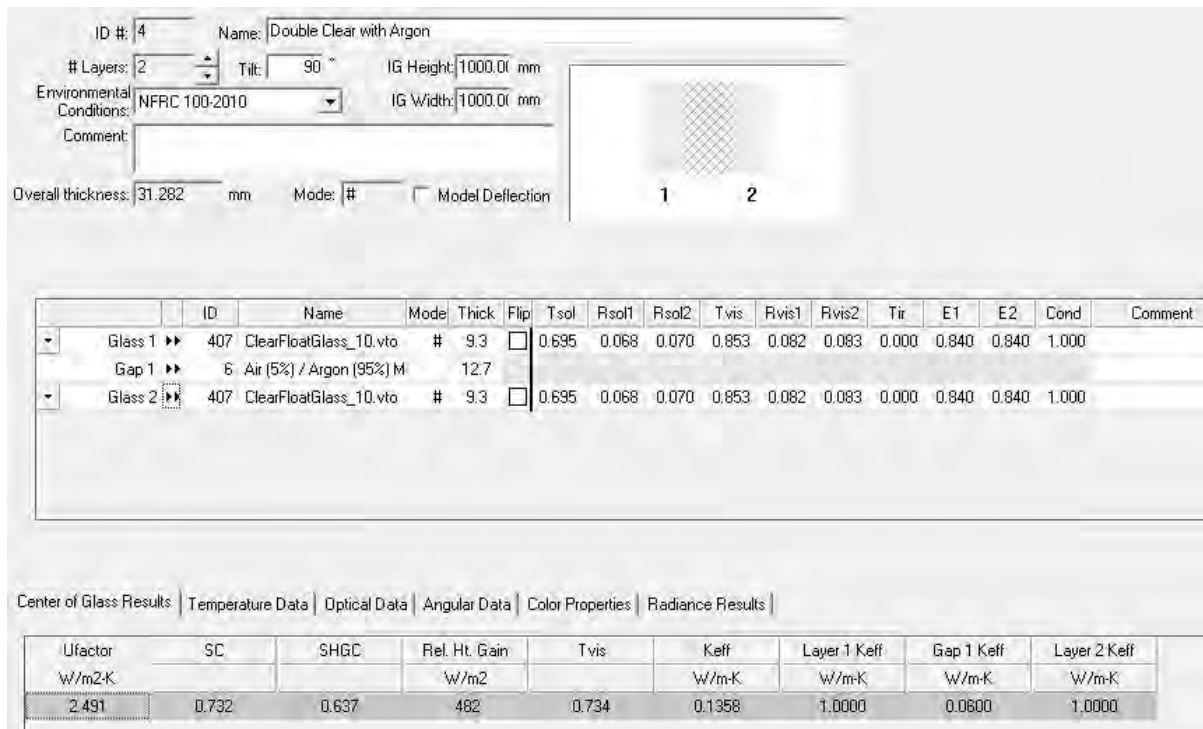 ID #: 4 Name: Double Clear with Argon
# Layers: 2 Tilt: 90 ° IG Height: 1000.0( mm
Environmental Conditions: NFRC 100-2010 IG Width: 1000.0( mm
Comment:
Overall thickness: 31.282 mm Mode: # Model Deflection
1 2
ID Name Mode Thick Flip Tsol Rsol1 Rsol2 Tvis Rvis1 Rvis2 Tir E1 E2 Cond Comment
Glass 1 407 ClearFloatGlass_10.vto # 9.3 0.695 0.068 0.070 0.853 0.082 0.083 0.000 0.840 0.840 1.000
Gap 1 6 Air (5%) / Argon (95%) M 12.7
Glass 2 407 ClearFloatGlass_10.vto # 9.3 0.695 0.068 0.070 0.853 0.082 0.083 0.000 0.840 0.840 1.000
Center of Glass Results | Temperature Data | Optical Data | Angular Data | Color Properties | Radiance Results |
Ufactor SC SHGC Rel. Ht. Gain Tvis Keff Layer 1 Keff Gap 1 Keff Layer 2 Keff
W/m2-K W/m2 W/m-K W/m-K W/m-K W/m-K
2.491 0.732 0.637 482 0.734 0.1358 1.0000 0.0600 1.0000